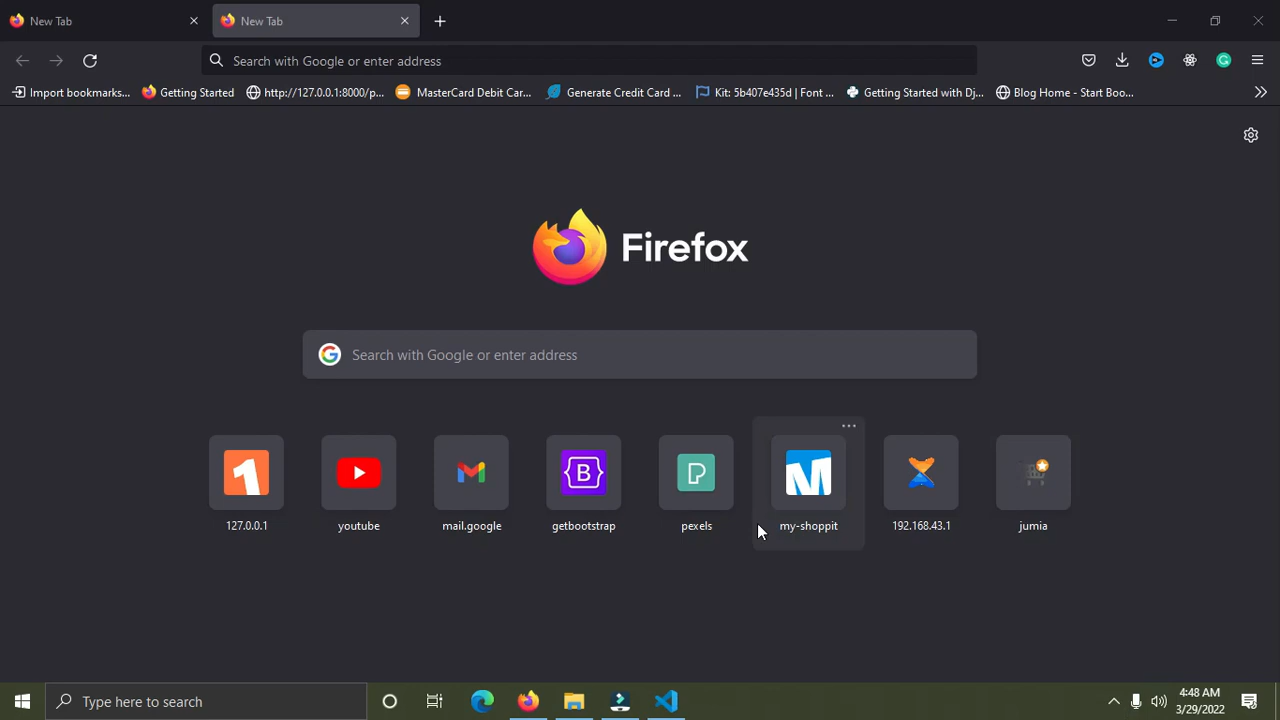 New Tab
New Tab
Search with Google or enter address
Import bookmarks...
Getting Started
http://127.0.0.1:8000/p...
MasterCard Debit Car...
Generate Credit Card ...
Kit: 5b407e435d | Font ...
Getting Started with Dj...
Blog Home - Start Boo...
Firefox
Search with Google or enter address
127.0.0.1
youtube
mail.google
getbootstrap
pexels
my-shoppit
192.168.43.1
jumia
Type here to search
4:48 AM
3/29/2022